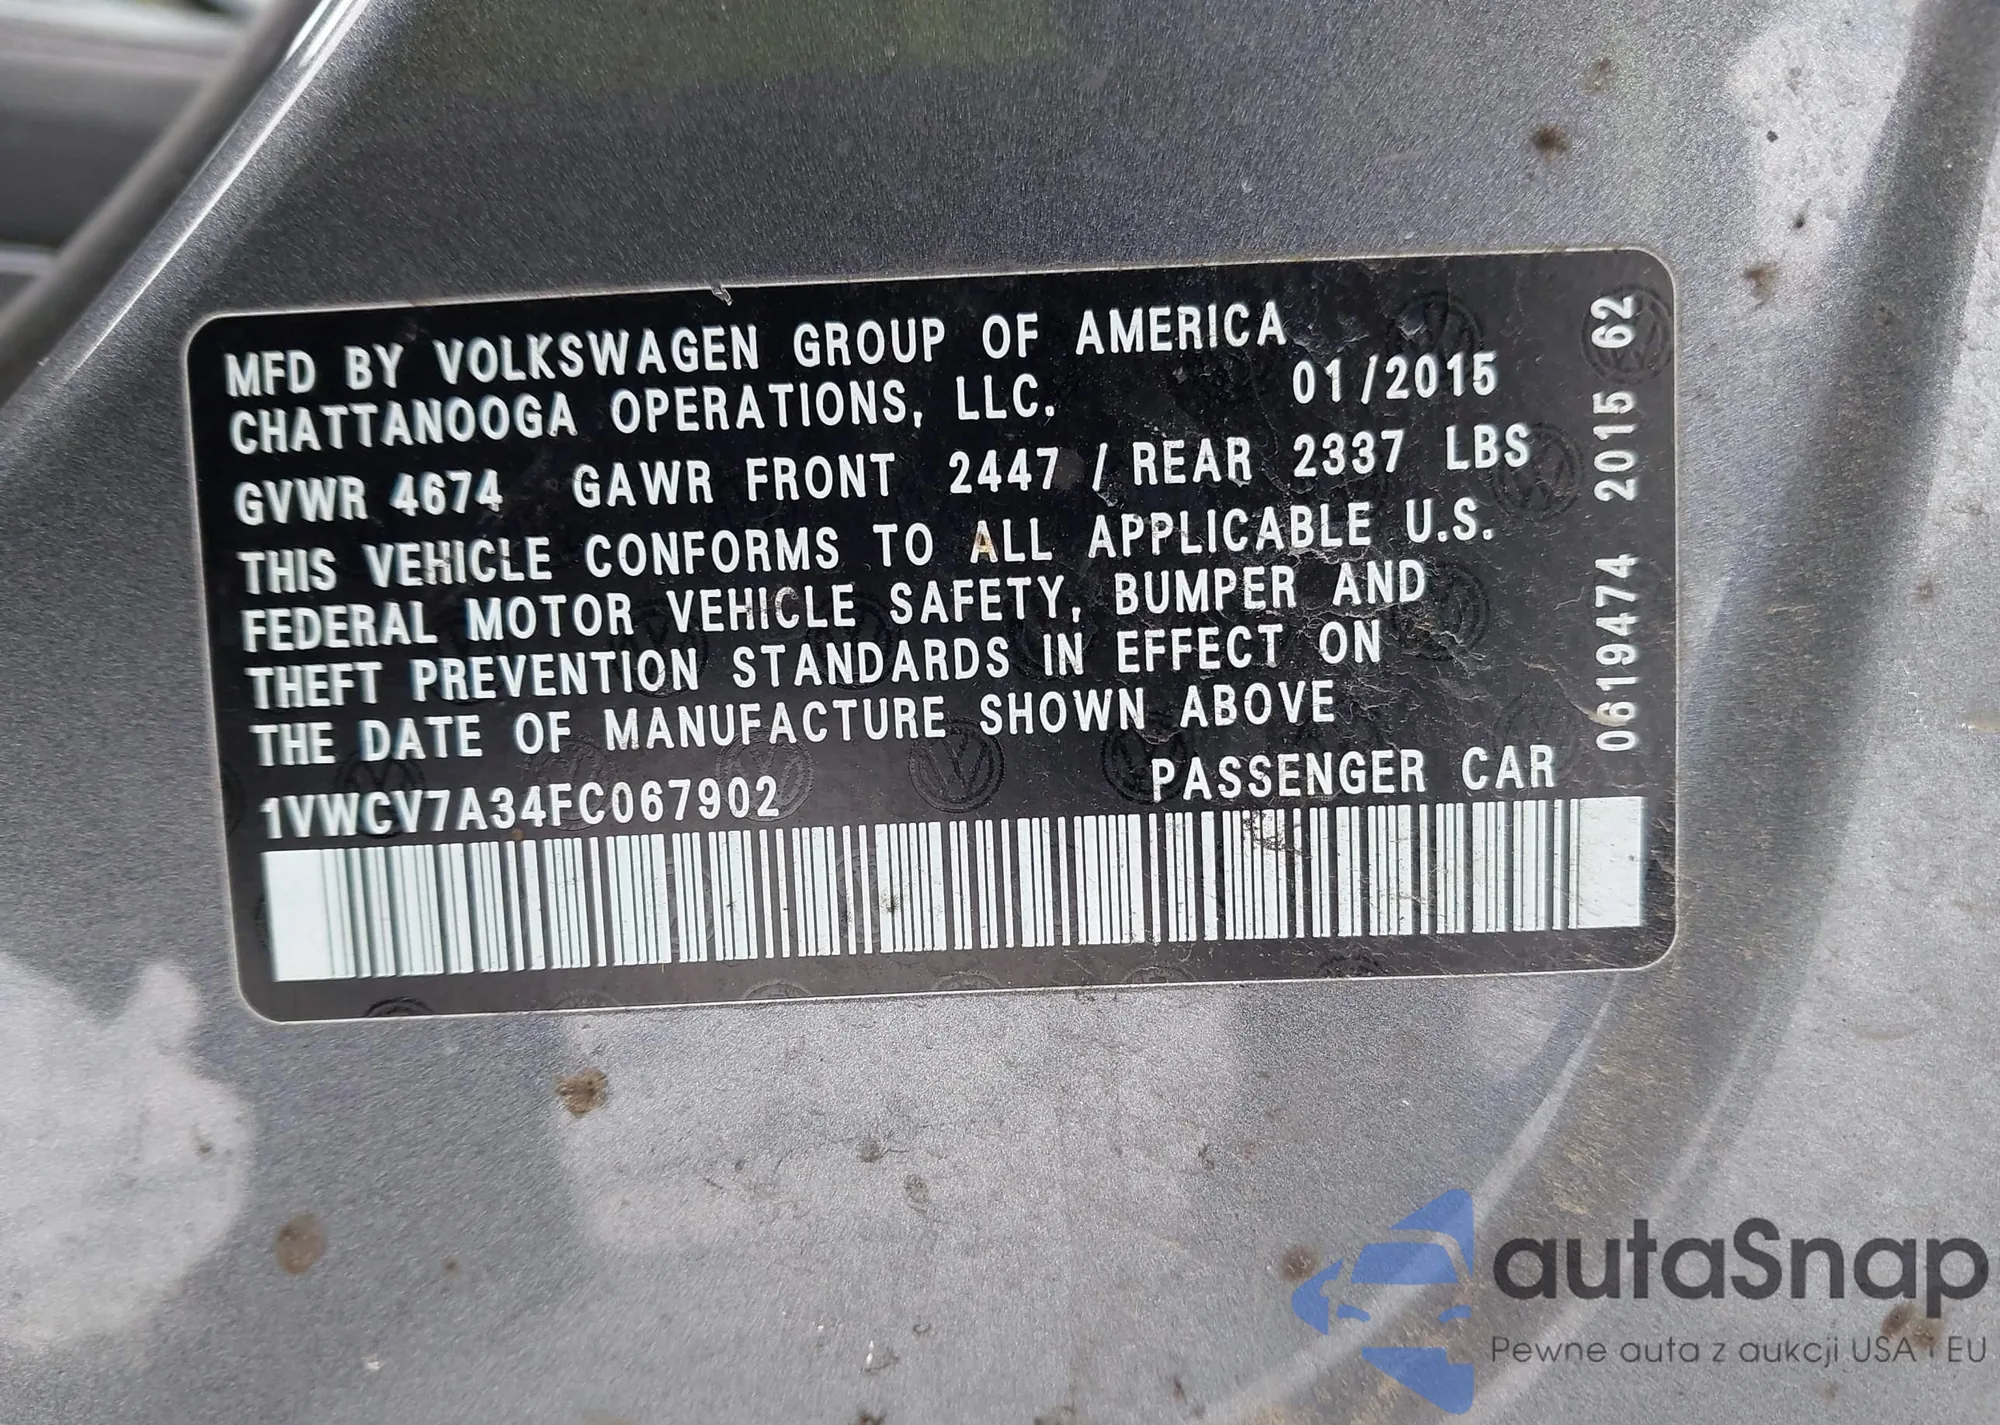 MFD BY VOLKSWAGEN GROUP OF AMERICA
CHATTANOOGA OPERATIONS, LLC. 01/2015
GVWR 4674 GAWR FRONT 2447 / REAR 2337 LBS
THIS VEHICLE CONFORMS TO ALL APPLICABLE U.S.
FEDERAL MOTOR VEHICLE SAFETY, BUMPER AND
THEFT PREVENTION STANDARDS IN EFFECT ON
THE DATE OF MANUFACTURE SHOWN ABOVE
1VWCV7A34FC067902 PASSENGER CAR
06194474 2015 62
autaSnap
Pewne auta z aukcji USA i EU